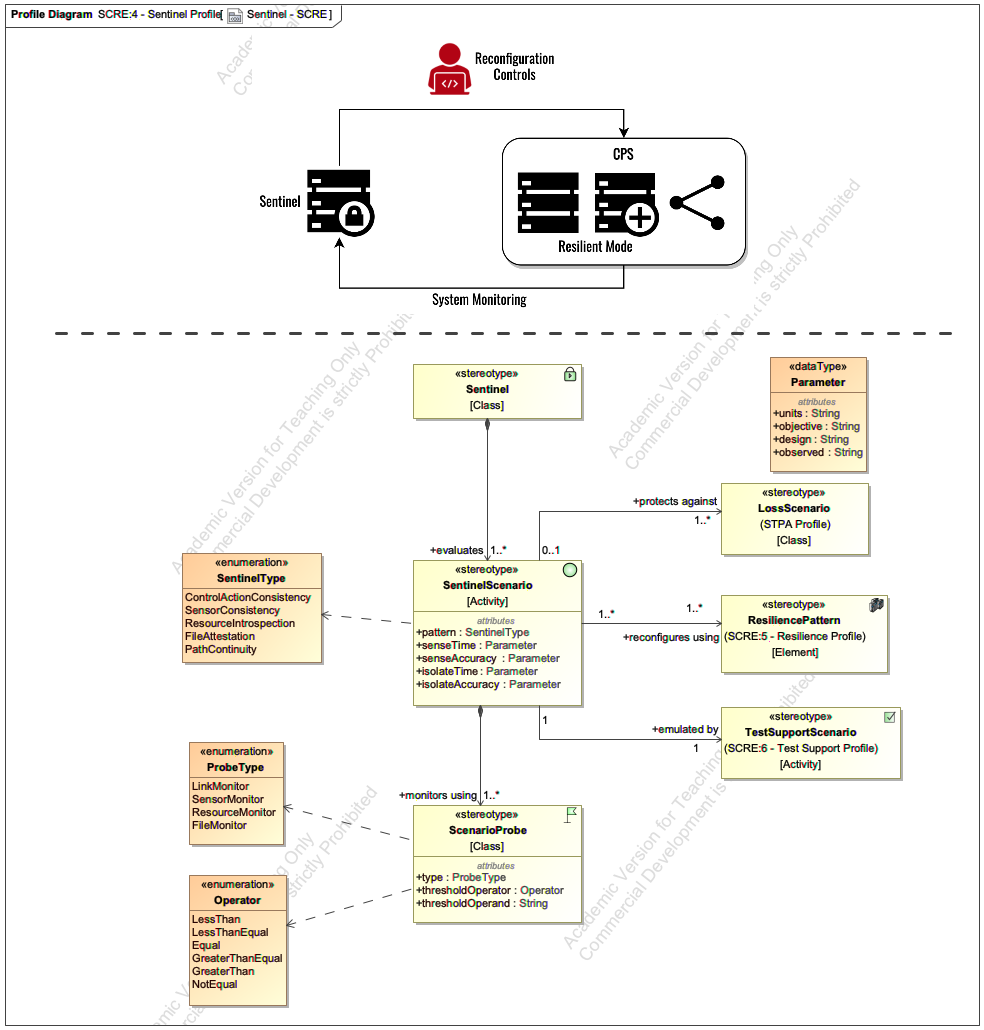 Profile Diagram SCRE:4 - Sentinel Profile[ Sentinel - SCRE ]
Reconfiguration
Controls
Sentinel
CPS
Resilient Mode
System Monitoring
«stereotype»
Sentinel
[Class]
«dataType»
Parameter
attributes
+units : String
+objective : String
+design : String
+observed : String
+protects against
1..*
«stereotype»
LossScenario
(STPA Profile)
[Class]
+evaluates
1..*
0..1
«enumeration»
SentinelType
ControlActionConsistency
SensorConsistency
ResourceIntrospection
FileAttestation
PathContinuity
«stereotype»
SentinelScenario
[Activity]
attributes
+pattern : SentinelType
+senseTime : Parameter
+senseAccuracy : Parameter
+isolateTime : Parameter
+isolateAccuracy : Parameter
1..*
1..*
+reconfigures using
«stereotype»
ResiliencePattern
(SCRE:5 - Resilience Profile)
[Element]
1
+emulated by
1
«stereotype»
TestSupportScenario
(SCRE:6 - Test Support Profile)
[Activity]
«enumeration»
ProbeType
LinkMonitor
SensorMonitor
ResourceMonitor
FileMonitor
+monitors using
1..*
«stereotype»
ScenarioProbe
[Class]
attributes
+type : ProbeType
+thresholdOperator : Operator
+thresholdOperand : String
«enumeration»
Operator
LessThan
LessThanEqual
Equal
GreaterThanEqual
GreaterThan
NotEqual
Academic Version for Teaching Only
Commercial Development is strictly Prohibited